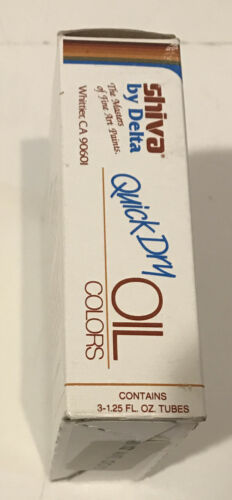 shiva®
by Delta
The Masters
of Fine Art Paints.
Whittier, CA 90601
Quick Dry
OIL
COLORS
CONTAINS
3-1.25 FL. OZ. TUBES